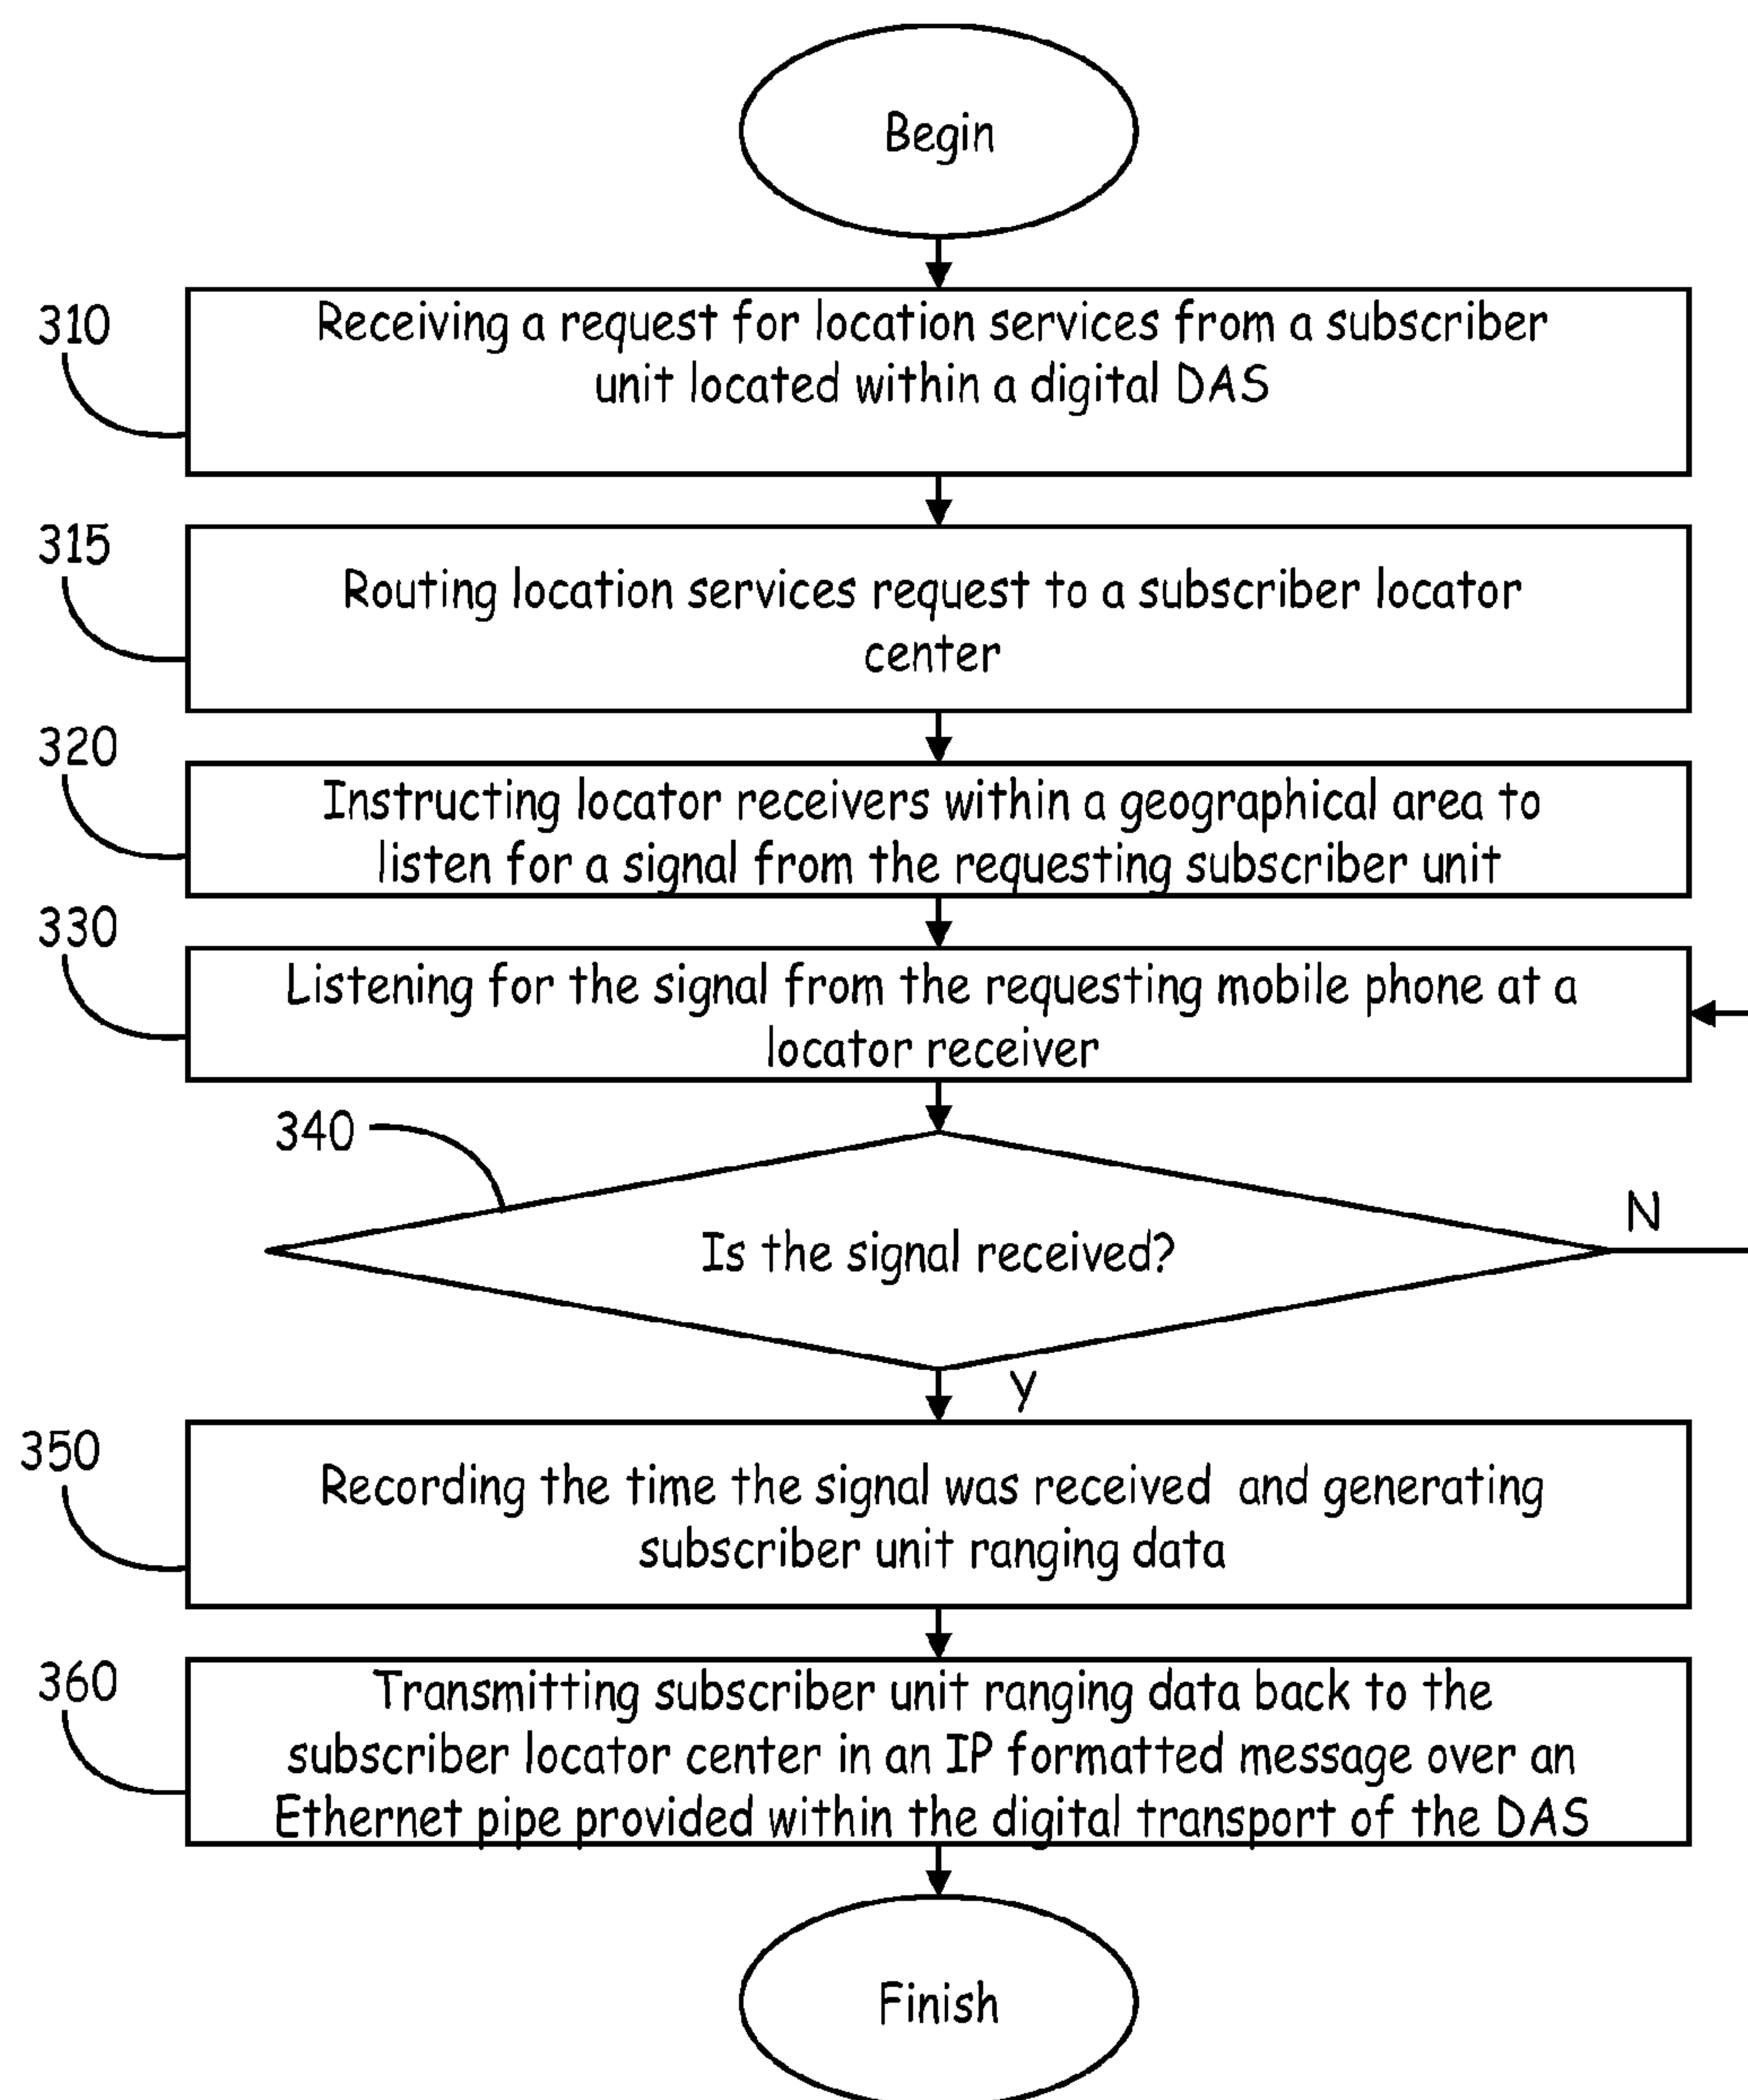 Begin
310
Receiving a request for location services from a subscriber
unit located within a digital DAS
315
Routing location services request to a subscriber locator
center
320
Instructing locator receivers within a geographical area to
listen for a signal from the requesting subscriber unit
330
Listening for the signal from the requesting mobile phone at a
locator receiver
340
Is the signal received?
N
y
350
Recording the time the signal was received and generating
subscriber unit ranging data
360
Transmitting subscriber unit ranging data back to the
subscriber locator center in an IP formatted message over an
Ethernet pipe provided within the digital transport of the DAS
Finish